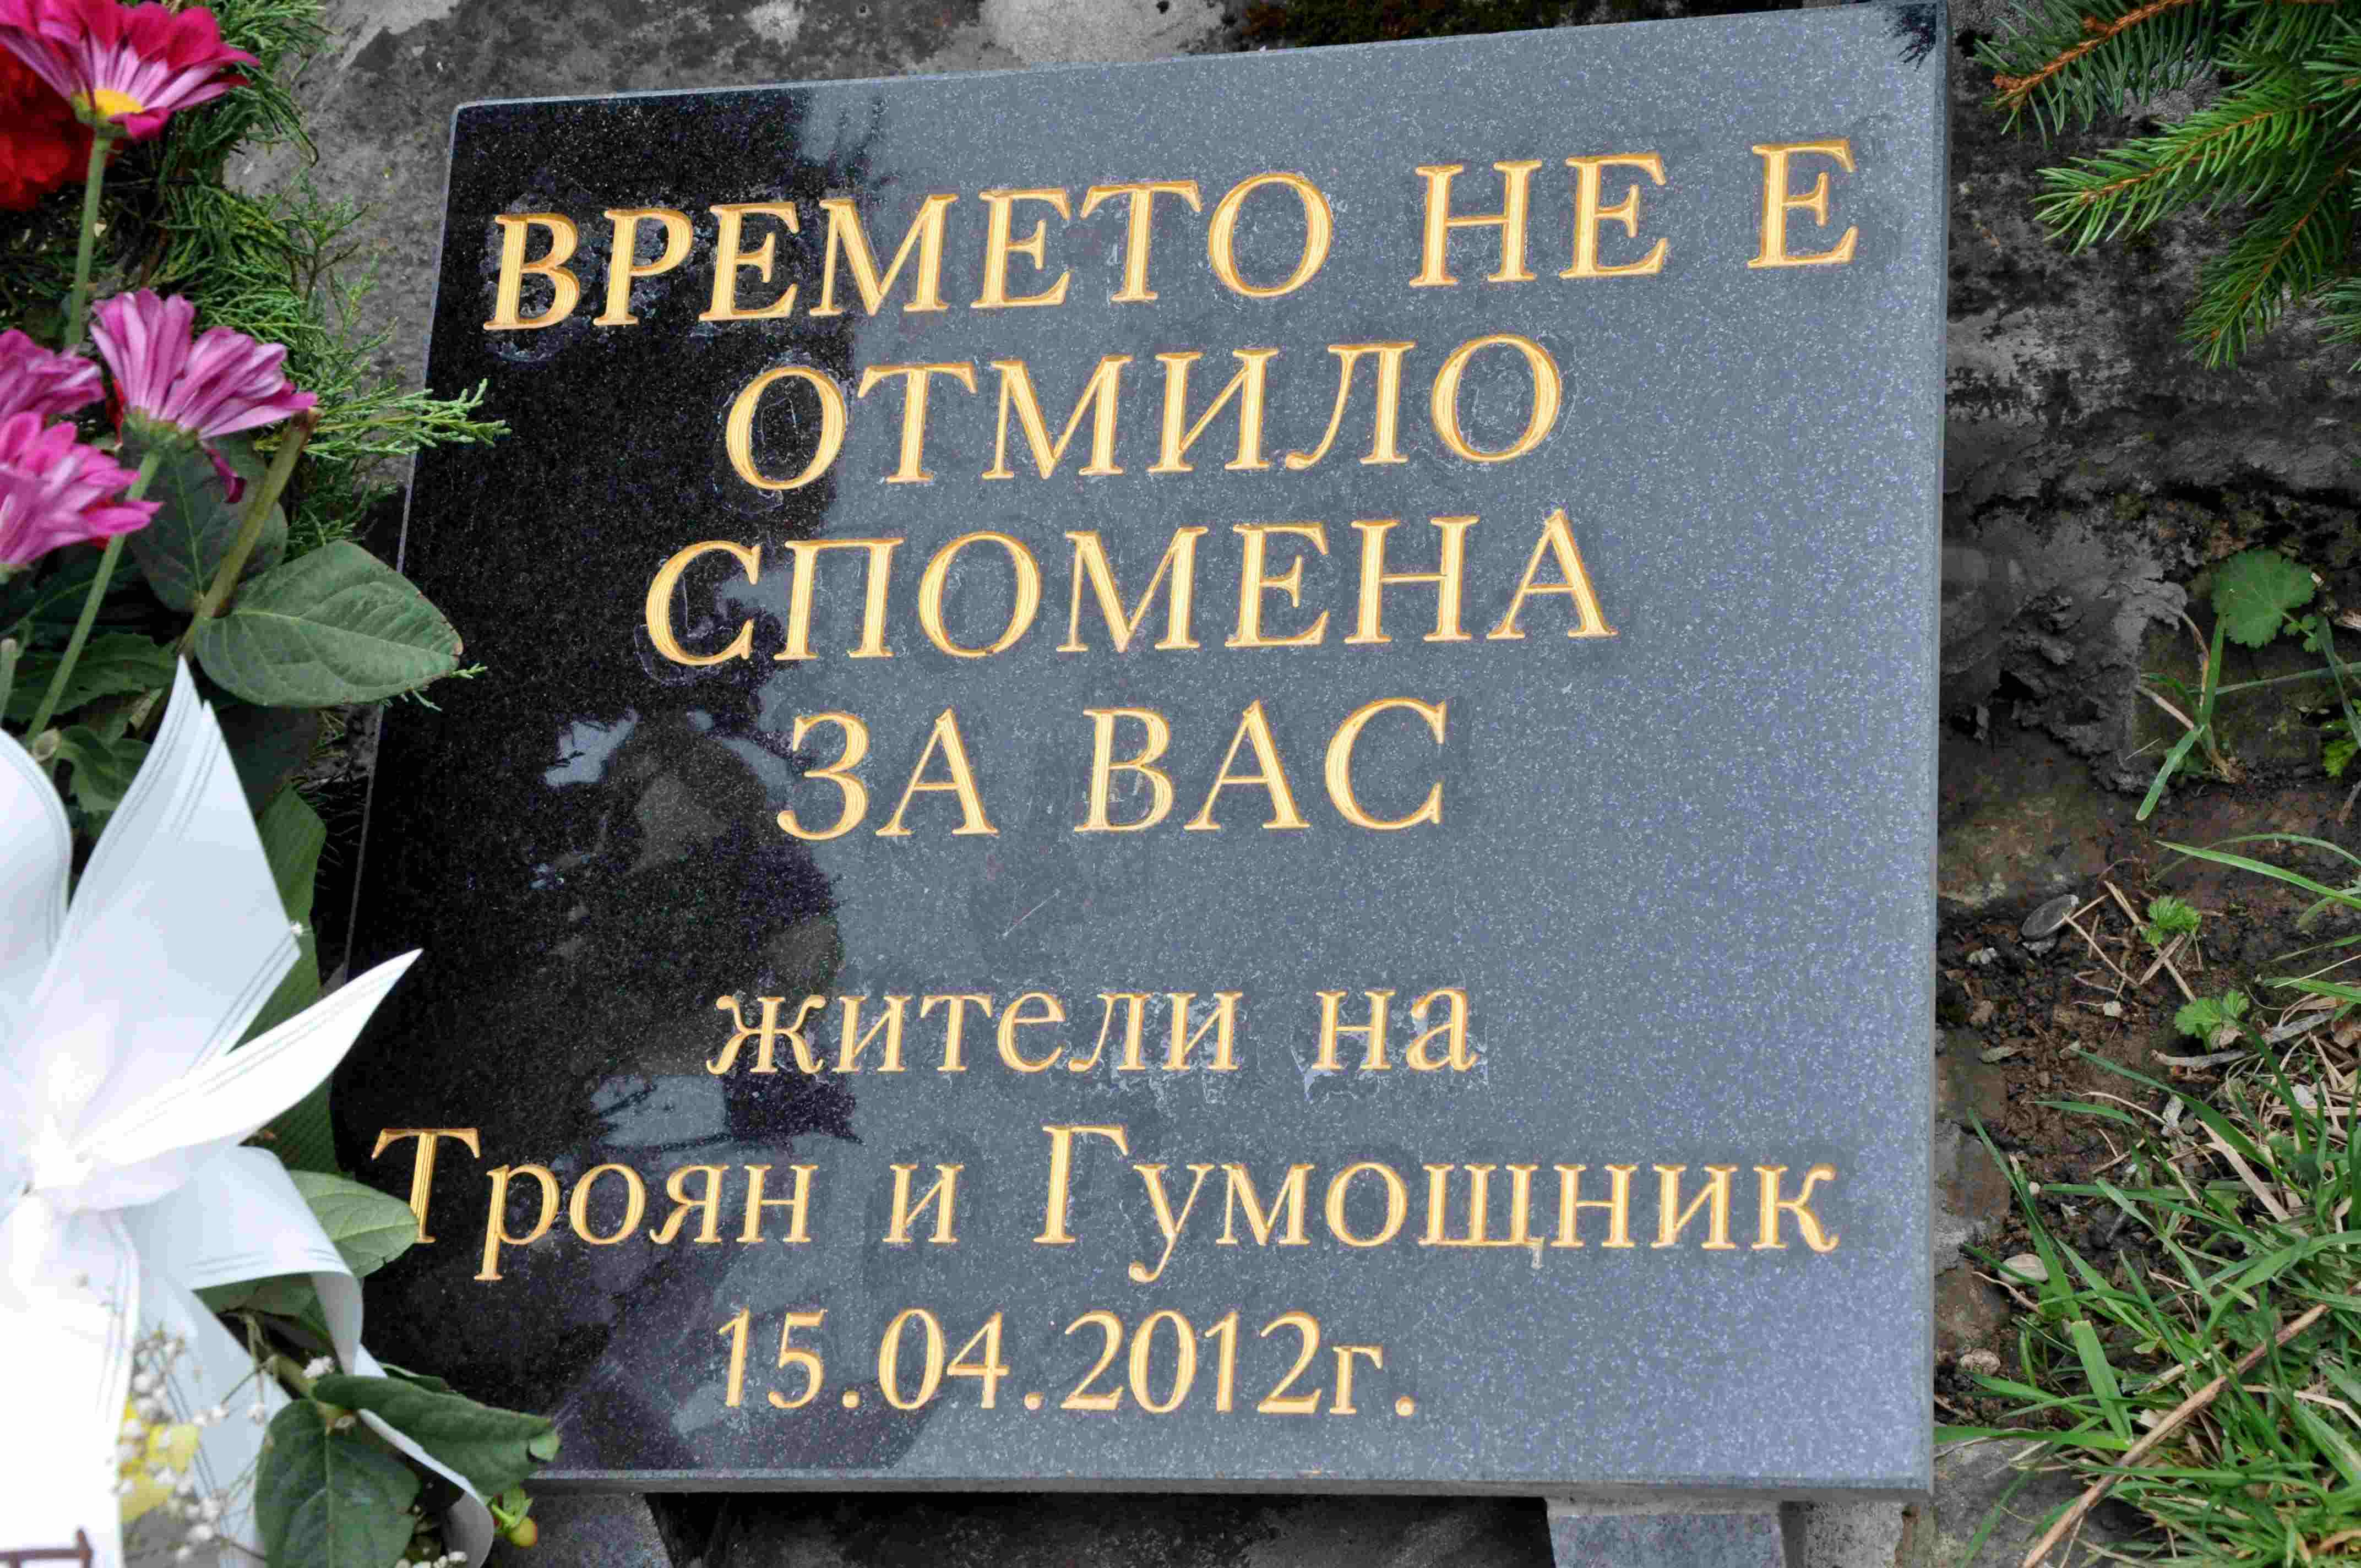 ВРЕМЕТО НЕ Е
ОТМИЛО
СПОМЕНА
ЗА ВАС
жители на
Троян и Гумощник
15.04.2012г.